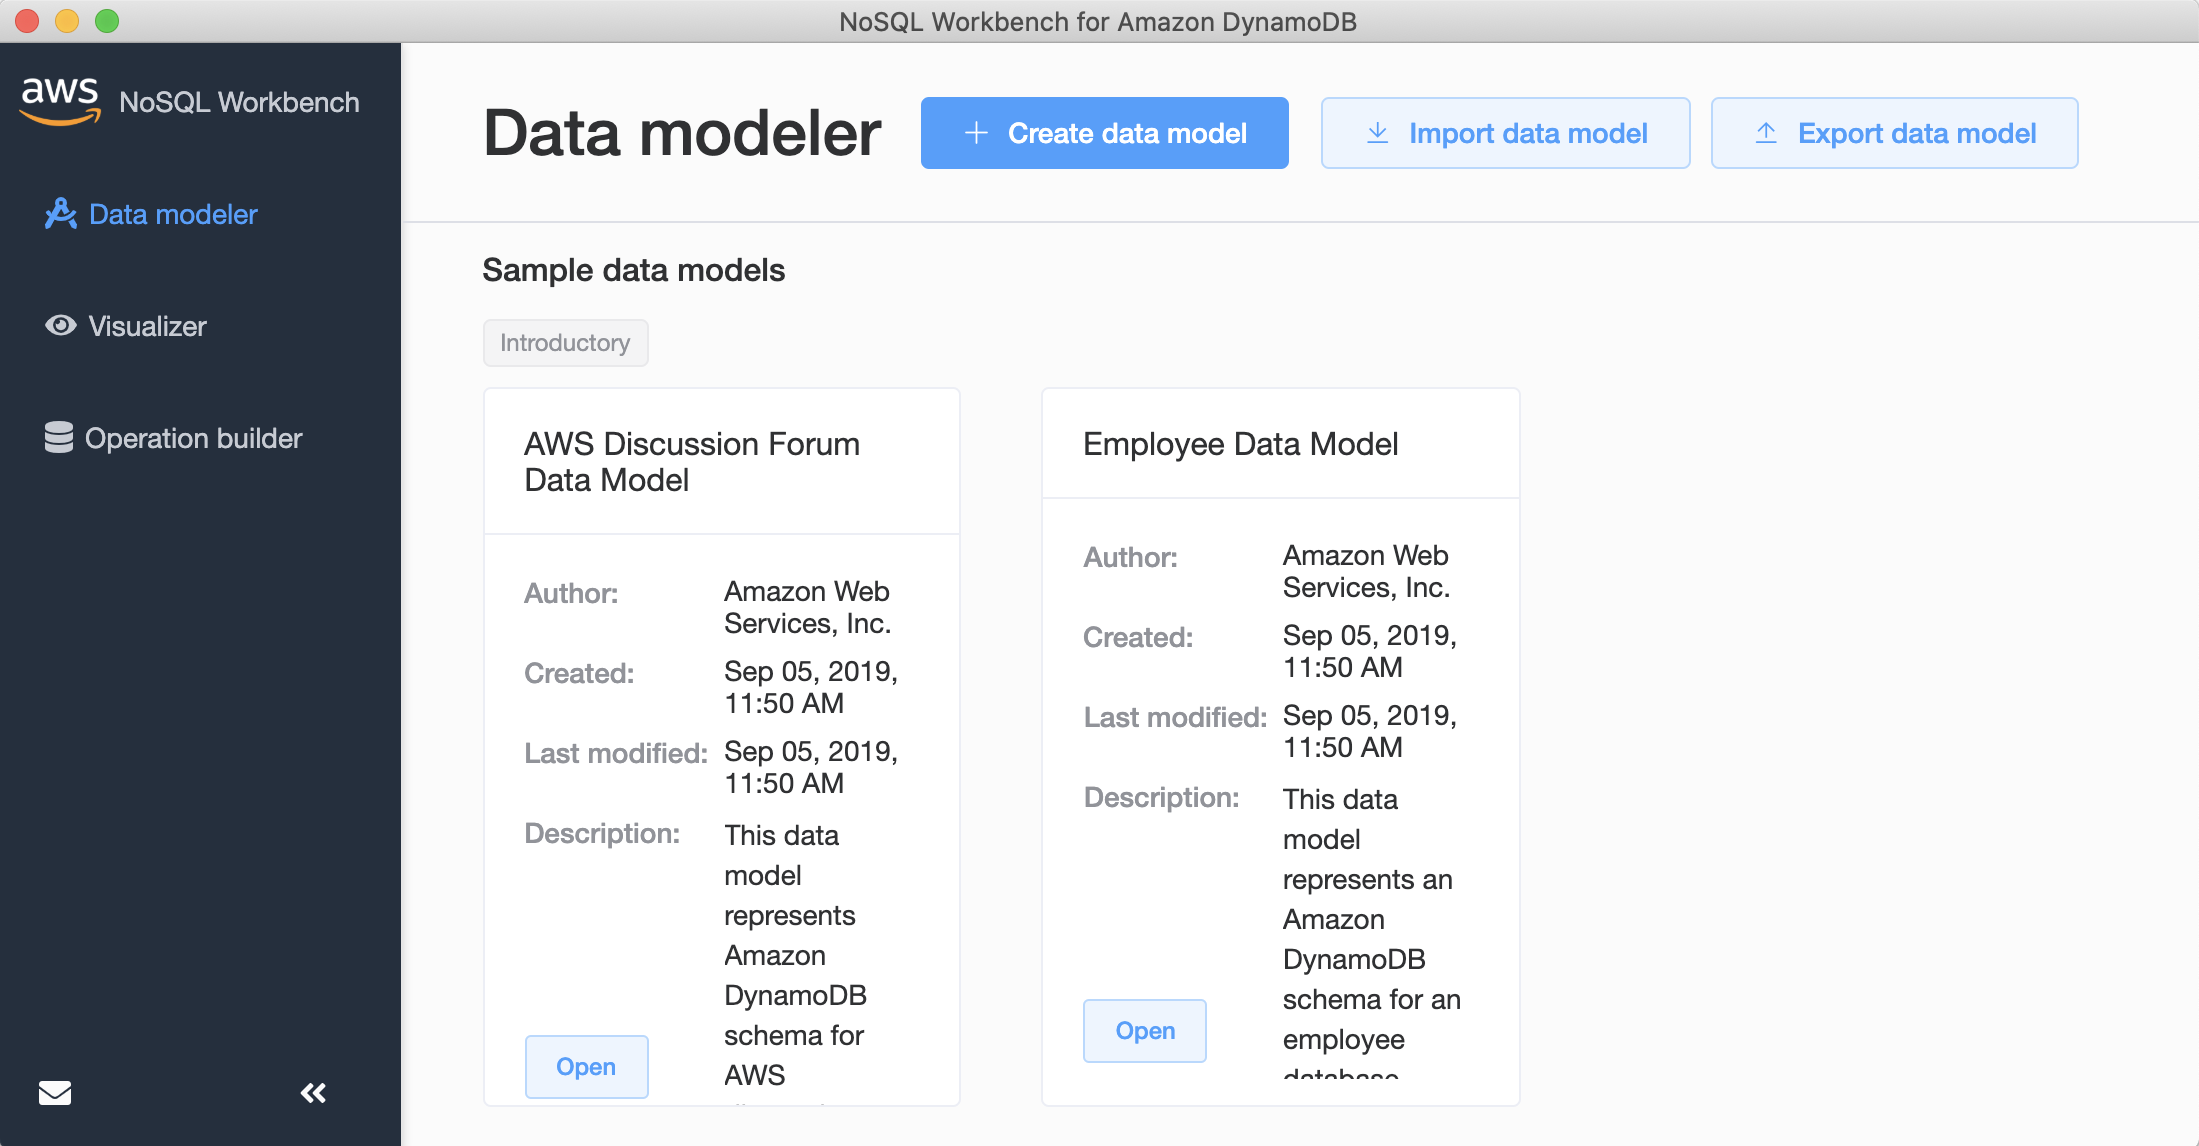 NoSQL Workbench for Amazon DynamoDB
aws NoSQL Workbench
Data modeler
Visualizer
Operation builder
Data modeler
Create data model
Import data model
Export data model
Sample data models
Introductory
AWS Discussion Forum
Data Model
Author: Amazon Web
Services, Inc.
Created: Sep 05, 2019,
11:50 AM
Last modified: Sep 05, 2019,
11:50 AM
Description: This data
model
represents
Amazon
DynamoDB
schema for
AWS
Open
Employee Data Model
Author: Amazon Web
Services, Inc.
Created: Sep 05, 2019,
11:50 AM
Last modified: Sep 05, 2019,
11:50 AM
Description: This data
model
represents an
Amazon
DynamoDB
schema for an
employee
database
Open